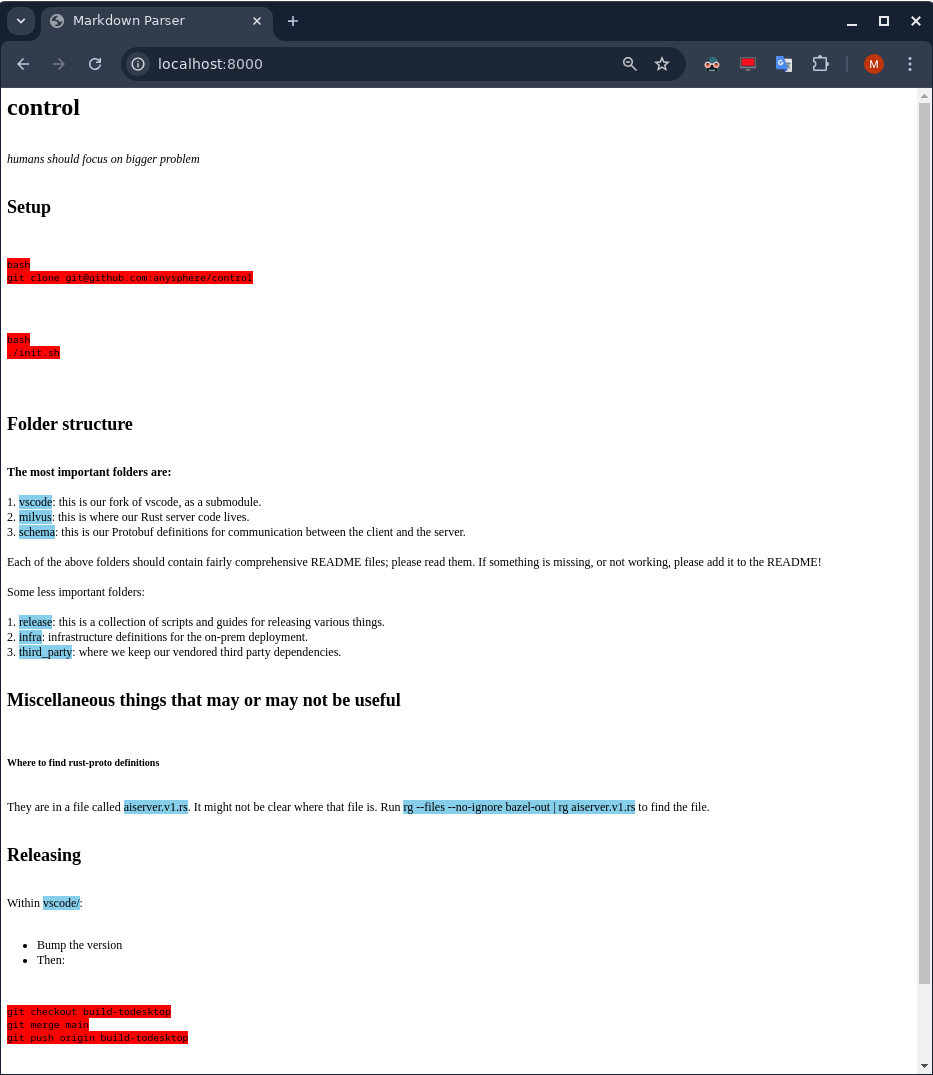 Markdown Parser
localhost:8000
M
control
humans should focus on bigger problem
Setup
bash
git clone git@github.com:anysphere/control
bash
./init.sh
Folder structure
The most important folders are:
1. vscode: this is our fork of vscode, as a submodule.
2. milvus: this is where our Rust server code lives.
3. schema: this is our Protobuf definitions for communication between the client and the server.
Each of the above folders should contain fairly comprehensive README files; please read them. If something is missing, or not working, please add it to the README!
Some less important folders:
1. release: this is a collection of scripts and guides for releasing various things.
2. infra: infrastructure definitions for the on-prem deployment.
3. third_party: where we keep our vendored third party dependencies.
Miscellaneous things that may or may not be useful
Where to find rust-proto definitions
They are in a file called aiserver.v1.rs. It might not be clear where that file is. Run rg --files --no-ignore bazel-out | rg aiserver.v1.rs to find the file.
Releasing
Within vscode/:
• Bump the version
• Then:
git checkout build-todesktop
git merge main
git push origin build-todesktop